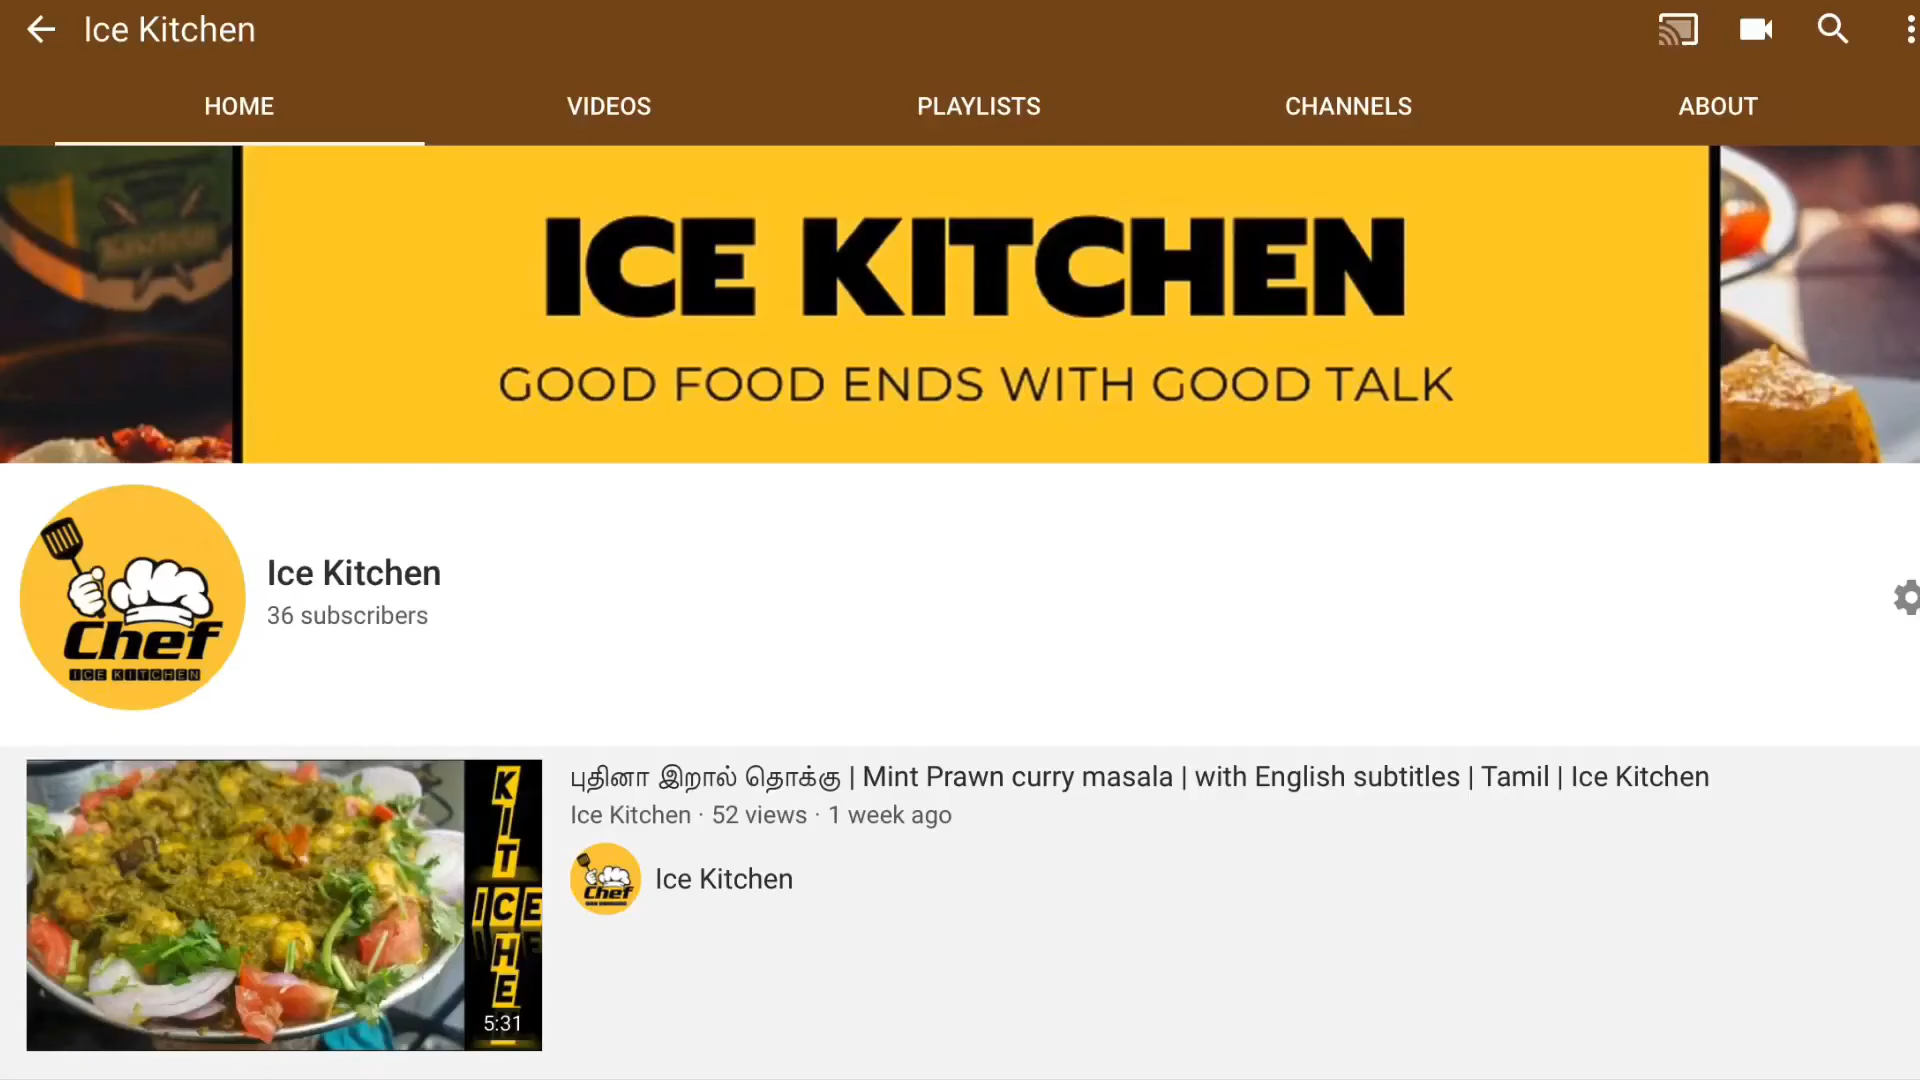 Ice Kitchen
HOME
VIDEOS
PLAYLISTS
CHANNELS
ABOUT
ICE KITCHEN
GOOD FOOD ENDS WITH GOOD TALK
Chef
ICE KITCHEN
Ice Kitchen
36 subscribers
KITCHE
ICE
5:31
புதினா இறால் தொக்கு | Mint Prawn curry masala | with English subtitles | Tamil | Ice Kitchen
Ice Kitchen · 52 views · 1 week ago
Chef
Ice Kitchen